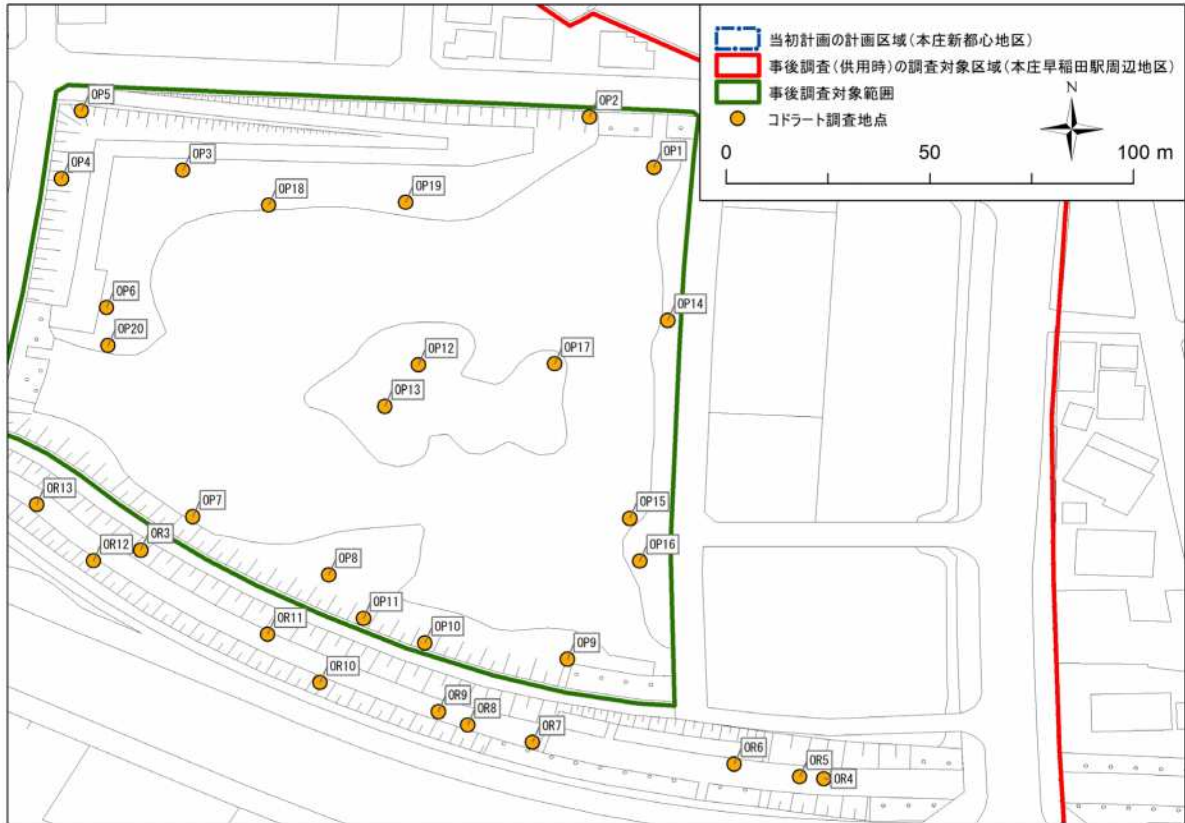 当初計画の計画区域(本庄新都心地区)
事後調査(供用時)の調査対象区域(本庄早稲田駅周辺地区)
事後調査対象範囲
コドラート調査地点
N
0 50 100 m
OP5
OP2
OP1
OP4
OP3
OP18
OP19
OP6
OP14
OP20
OP12
OP17
OP13
OR13
OP7
OP15
OR3
OR12
OP8
OP16
OP11
OR11
OP10
OP9
OR10
OR9
OR8
OR7
OR6
OR5
OR4